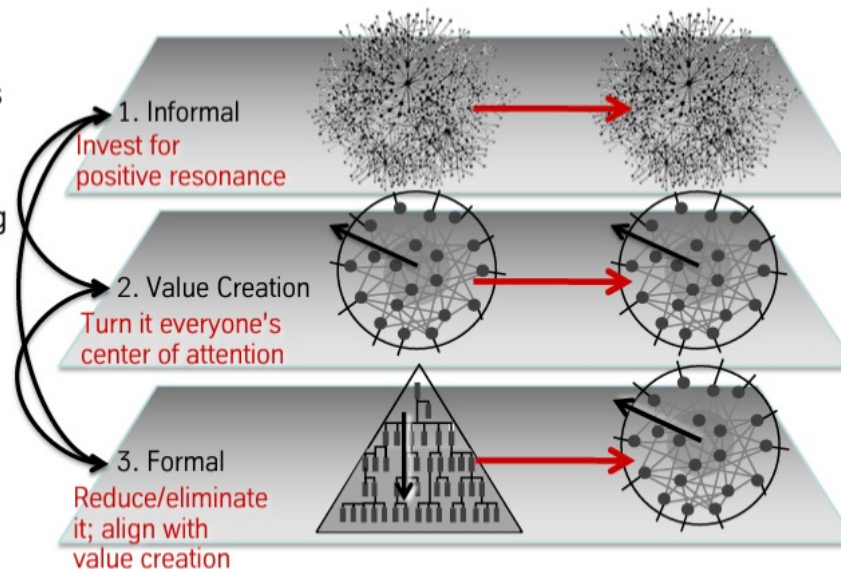 1. Informal
Invest for
positive resonance
2. Value Creation
Turn it everyone's
center of attention
3. Formal
Reduce/eliminate
it; align with
value creation